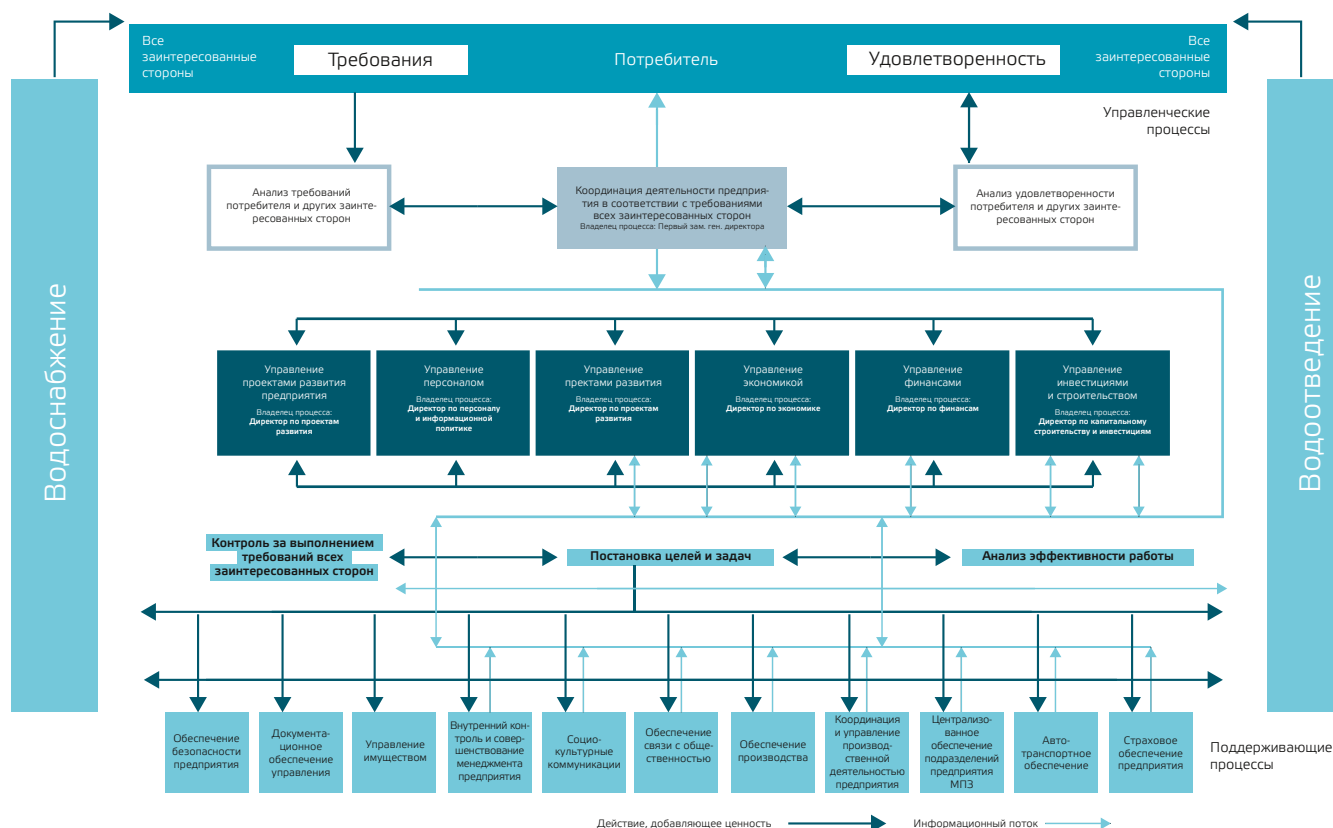 Все
заинтересованные
стороны
Требования
Потребитель
Удовлетворенность
Все
заинтересованные
стороны
Управленческие
процессы
Водоснабжение
Водоотведение
Анализ требований
потребителя и других заинте-
ресованных сторон
Координация деятельности предприя-
тия в соответствии с требованиями
всех заинтересованных сторон
Владелец процесса: Первый зам. ген. директора
Анализ удовлетворенности
потребителя и других заинте-
ресованных сторон
Управление
проектами развития
предприятия
Владелец процесса:
Директор по проектам
развития
Управление
персоналом
Владелец процесса:
Директор по персоналу
и информационной
политике
Управление
пректами развития
Владелец процесса:
Директор по проектам
развития
Управление
экономикой
Владелец процесса:
Директор по экономике
Управление
финансами
Владелец процесса:
Директор по финансам
Управление
инвестициями
и строительством
Владелец процесса:
Директор по капитальному
строительству и инвестициям
Контроль за выполнением
требований всех
заинтересованных сторон
Постановка целей и задач
Анализ эффективности работы
Обеспечение
безопасности
предприятия
Документа-
ционное
обеспечение
управления
Управление
имуществом
Внутренний кон-
троль и совер-
шенствование
менеджмента
предприятия
Социо-
культурные
коммуникации
Обеспечение
связи с обще-
ственностью
Обеспечение
производства
Координация
и управление
производ-
ственной
деятельностью
предприятия
Централизо-
ванное
обеспечение
подразделений
предприятия
МПЗ
Авто-
транспортное
обеспечение
Страховое
обеспечение
предприятия
Поддерживающие
процессы
Действие, добавляющее ценность
Информационный поток